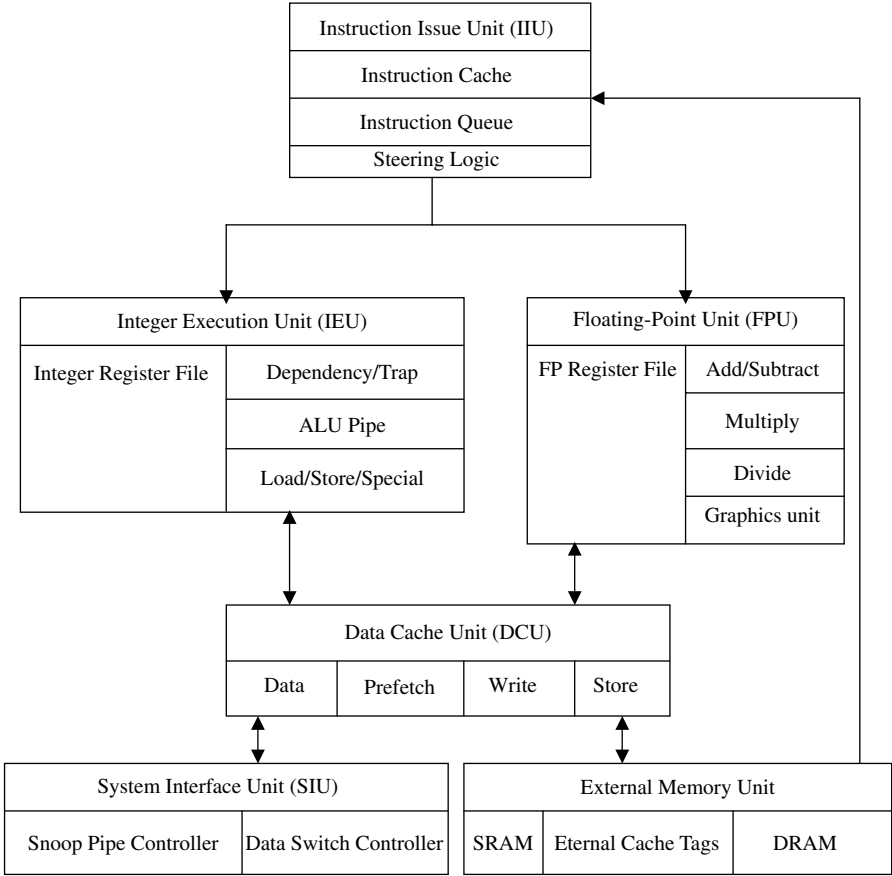 Instruction Issue Unit (IIU)
Instruction Cache
Instruction Queue
Steering Logic
Integer Execution Unit (IEU)
Integer Register File
Dependency/Trap
ALU Pipe
Load/Store/Special
Floating-Point Unit (FPU)
FP Register File
Add/Subtract
Multiply
Divide
Graphics unit
Data Cache Unit (DCU)
Data
Prefetch
Write
Store
System Interface Unit (SIU)
Snoop Pipe Controller
Data Switch Controller
External Memory Unit
SRAM
Eternal Cache Tags
DRAM